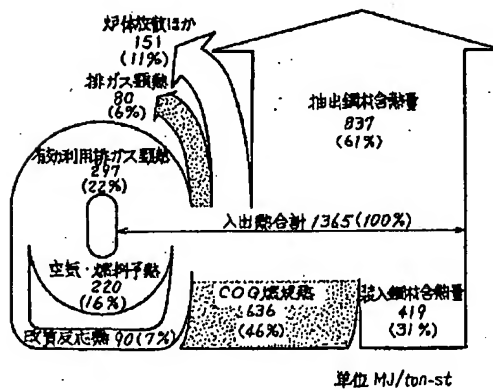 炉体放散ほか
151
(11%)
排ガス顕熱
80
(6%)
抽出鋼材含熱量
837
(61%)
有効利用排ガス顕熱
297
(22%)
入出熱合計 1365 (100%)
空気・燃料予熱
220
(16%)
COG燃焼熱
636
(46%)
装入鋼材含熱量
419
(31%)
改質反応熱 90(7%)
単位 MJ/ton-st